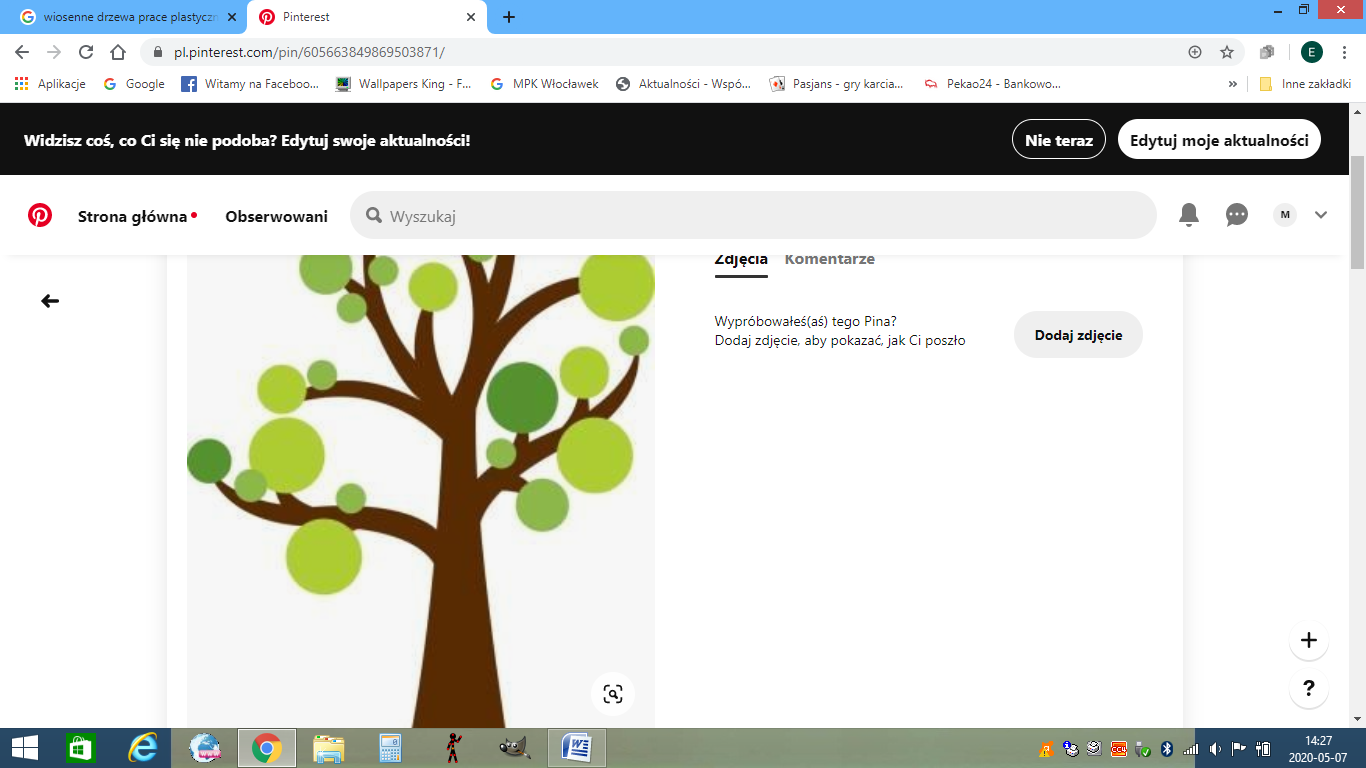 wiosenne drzewa prace plastyczn
Pinterest
pl.pinterest.com/pin/605663849869503871/
E
Aplikacje
Google
Witamy na Faceboo...
Wallpapers King - F...
MPK Włocławek
Aktualności - Wspó...
Pasjans - gry karcia...
Pekao24 - Bankowo...
»
Inne zakładki
Widzisz coś, co Ci się nie podoba? Edytuj swoje aktualności!
Nie teraz
Edytuj moje aktualności
Strona główna
Obserwowani
Wyszukaj
M
Zdjęcia
Komentarze
Wypróbowałeś(aś) tego Pina?
Dodaj zdjęcie, aby pokazać, jak Ci poszło
Dodaj zdjęcie
+
?
14:27
2020-05-07